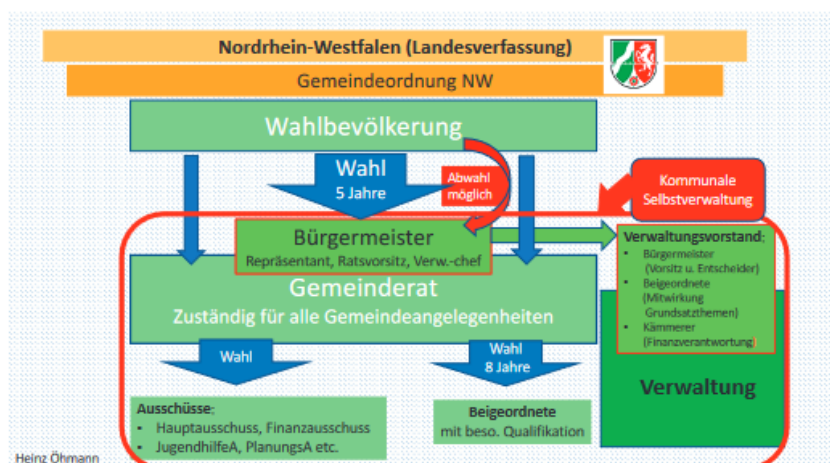 Nordrhein-Westfalen (Landesverfassung)
Gemeindeordnung NW
Wahlbevölkerung
Wahl
5 Jahre
Abwahl
möglich
Kommunale
Selbstverwaltung
Bürgermeister
Repräsentant, Ratsvorsitz, Verw.-chef
Verwaltungsvorstand:
• Bürgermeister
(Vorsitz u. Entscheider)
• Beigeordnete
(Mitwirkung
Grundsatzthemen)
• Kämmerer
(Finanzverantwortung)
Gemeinderat
Zuständig für alle Gemeindeangelegenheiten
Wahl
Wahl
8 Jahre
Verwaltung
Ausschüsse:
• Hauptausschuss, Finanzausschuss
• JugendhilfeA, PlanungsA etc.
Beigeordnete
mit beso. Qualifikation
Heinz Öhmann